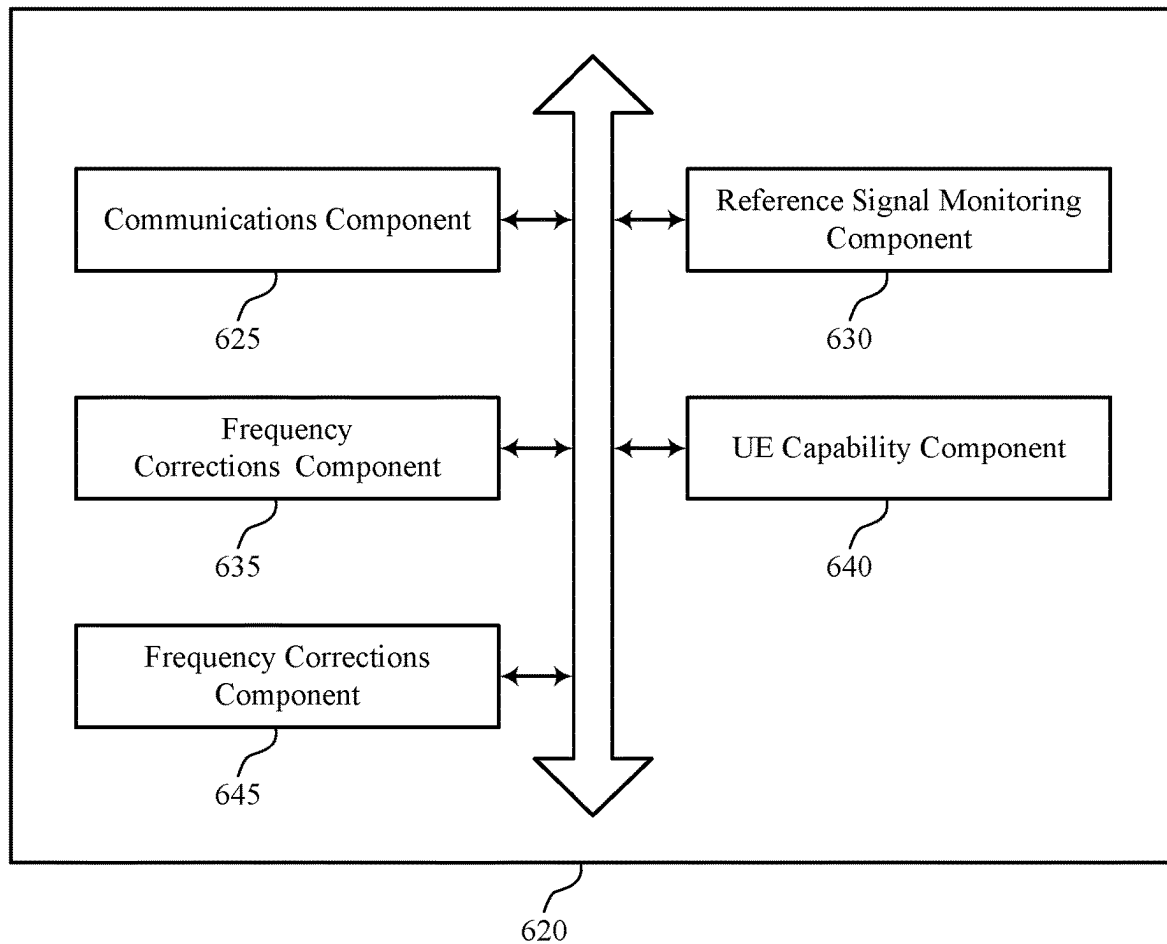 Communications Component
625
Reference Signal Monitoring
Component
630
Frequency
Corrections Component
635
UE Capability Component
640
Frequency Corrections
Component
645
620